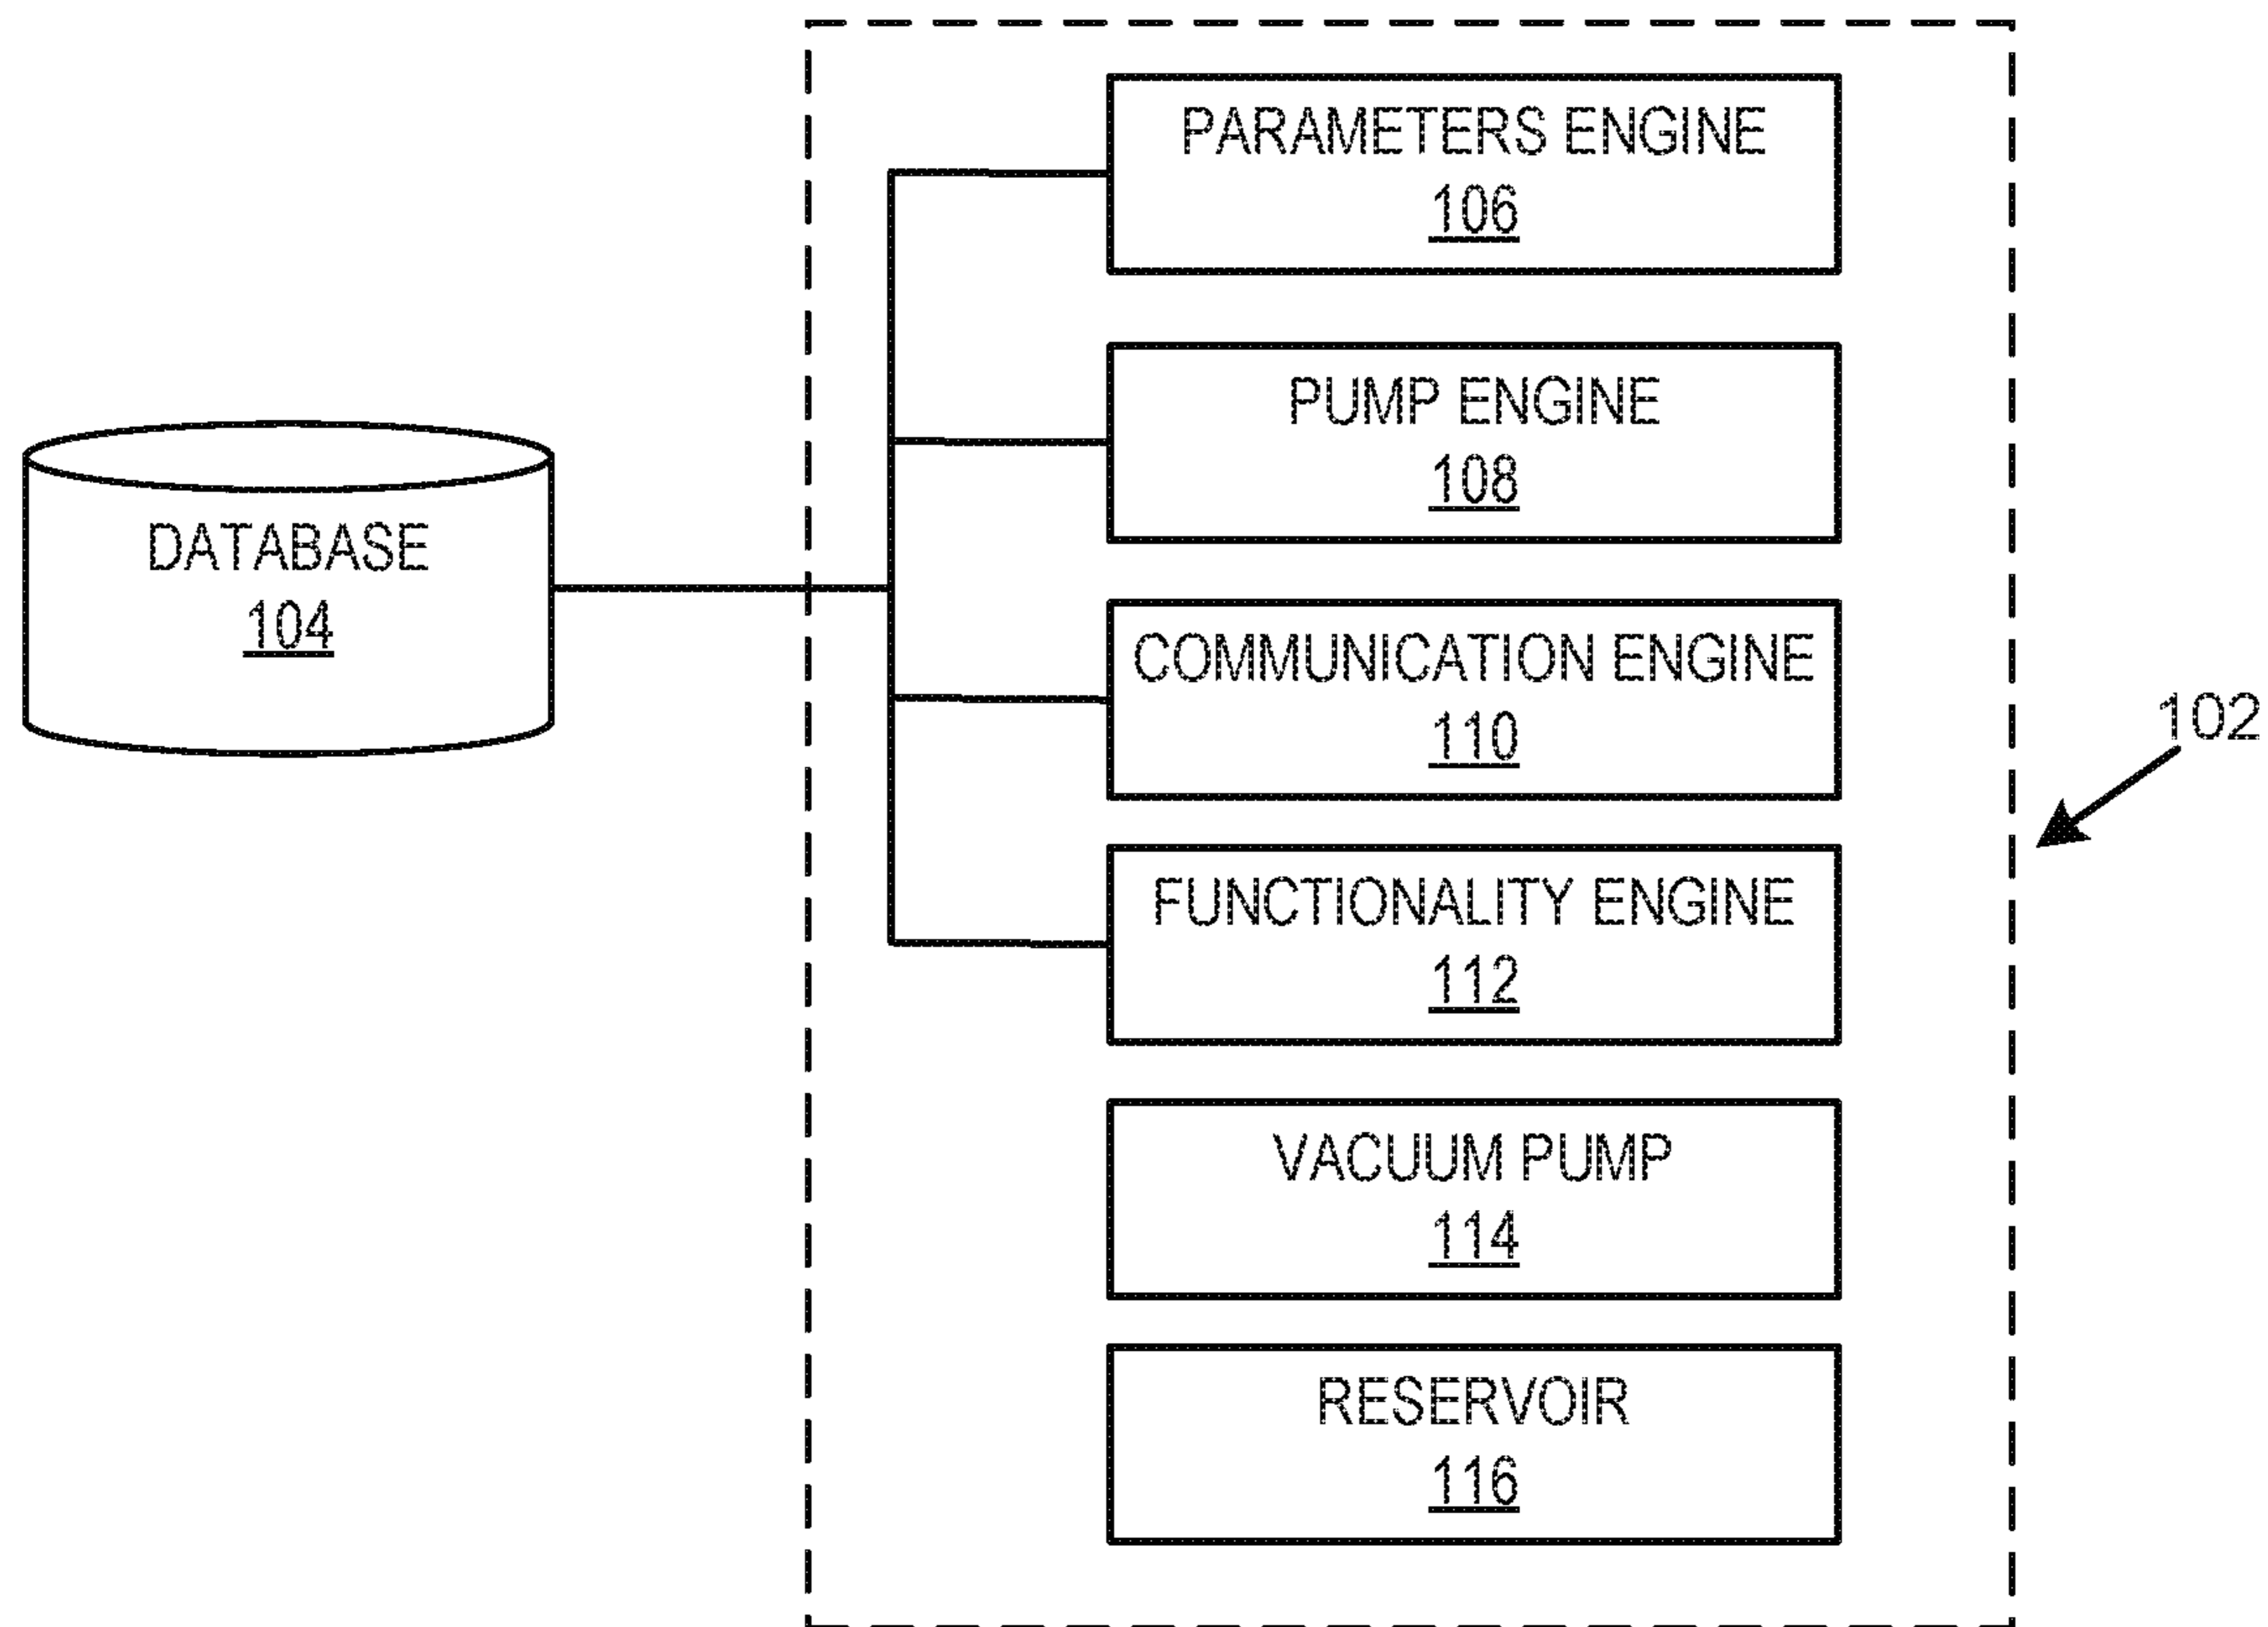 PARAMETERS ENGINE
106
PUMP ENGINE
108
DATABASE
104
COMMUNICATION ENGINE
110
102
FUNCTIONALITY ENGINE
112
VACUUM PUMP
114
RESERVOIR
116